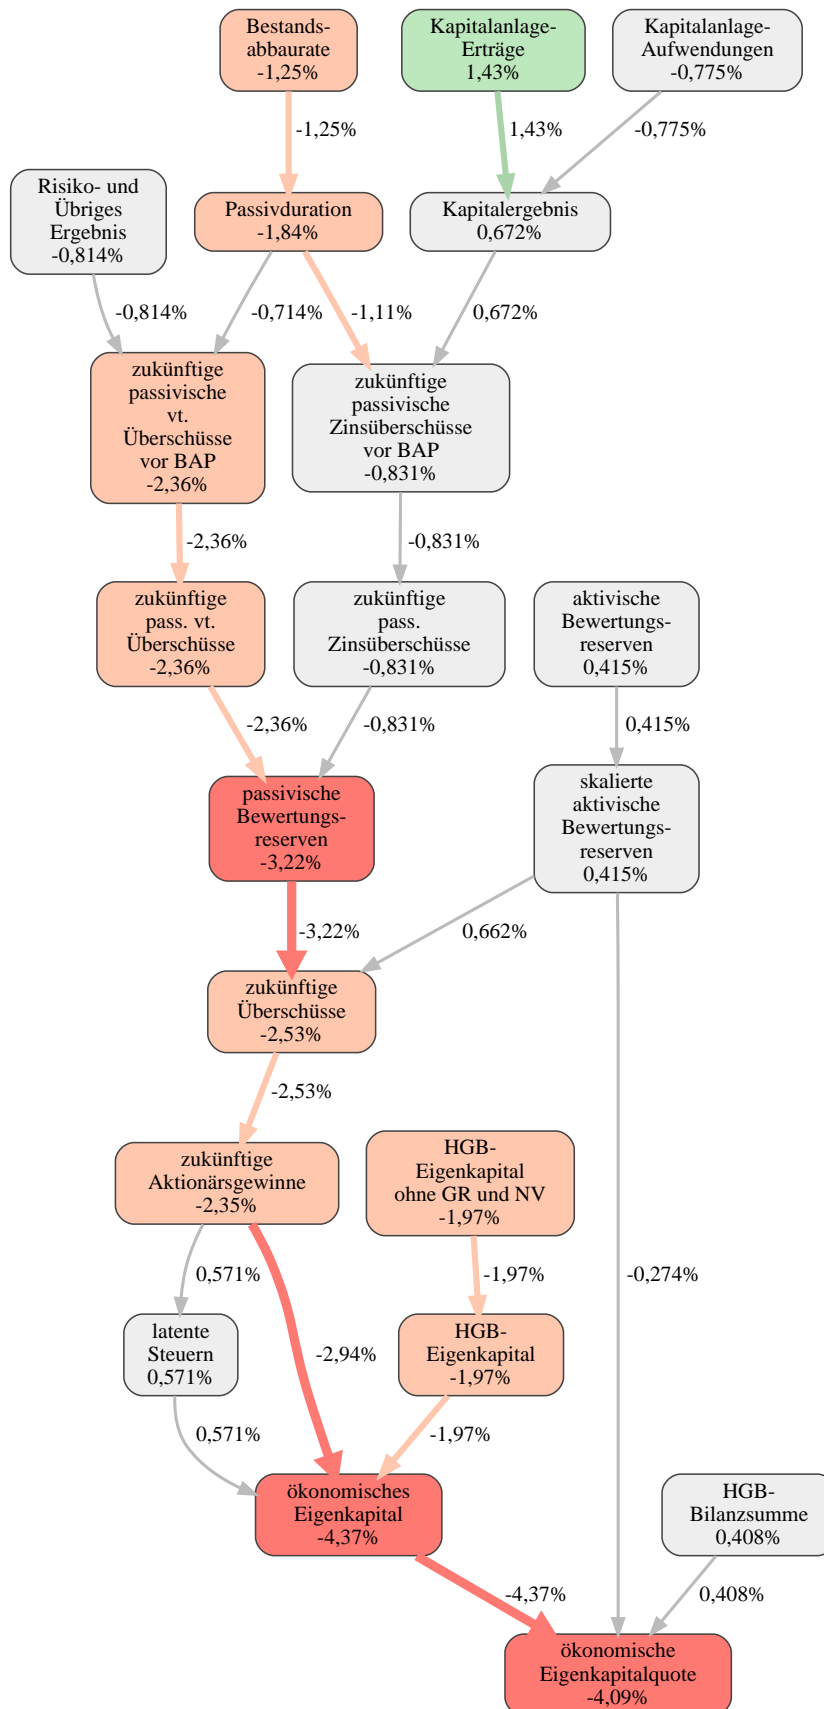 Bestands-
abbaurate
-1,25%
Kapitalanlage-
Erträge
1,43%
Kapitalanlage-
Aufwendungen
-0,775%
-1,25%
1,43%
-0,775%
Risiko- und
Übriges
Ergebnis
-0,814%
Passivduration
-1,84%
Kapitalergebnis
0,672%
-0,814%
-0,714%
-1,11%
0,672%
zukünftige
passivische
vt.
Überschüsse
vor BAP
-2,36%
zukünftige
passivische
Zinsüberschüsse
vor BAP
-0,831%
-2,36%
-0,831%
zukünftige
pass. vt.
Überschüsse
-2,36%
zukünftige
pass.
Zinsüberschüsse
-0,831%
aktivische
Bewertungs-
reserven
0,415%
-2,36%
-0,831%
0,415%
passivische
Bewertungs-
reserven
-3,22%
skalierte
aktivische
Bewertungs-
reserven
0,415%
-3,22%
0,662%
zukünftige
Überschüsse
-2,53%
-2,53%
zukünftige
Aktionärsgewinne
-2,35%
HGB-
Eigenkapital
ohne GR und NV
-1,97%
0,571%
-1,97%
-0,274%
latente
Steuern
0,571%
-2,94%
HGB-
Eigenkapital
-1,97%
0,571%
-1,97%
ökonomisches
Eigenkapital
-4,37%
HGB-
Bilanzsumme
0,408%
-4,37%
0,408%
ökonomische
Eigenkapitalquote
-4,09%